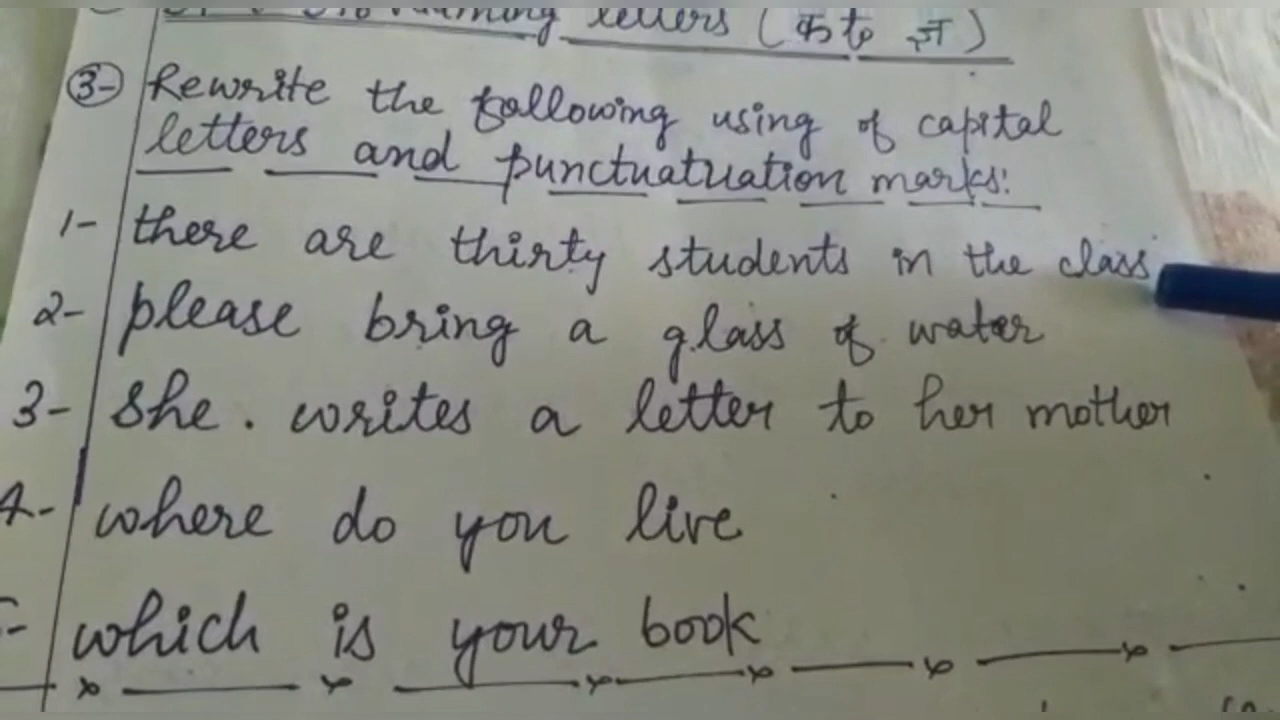 letters (क to ज्ञ)
3- Rewrite the following using of capital
letters and punctuatuation marks:
1- there are thirty students in the class
2- please bring a glass of water
3- she. writes a letter to her mother
4- where do you live
which is your book